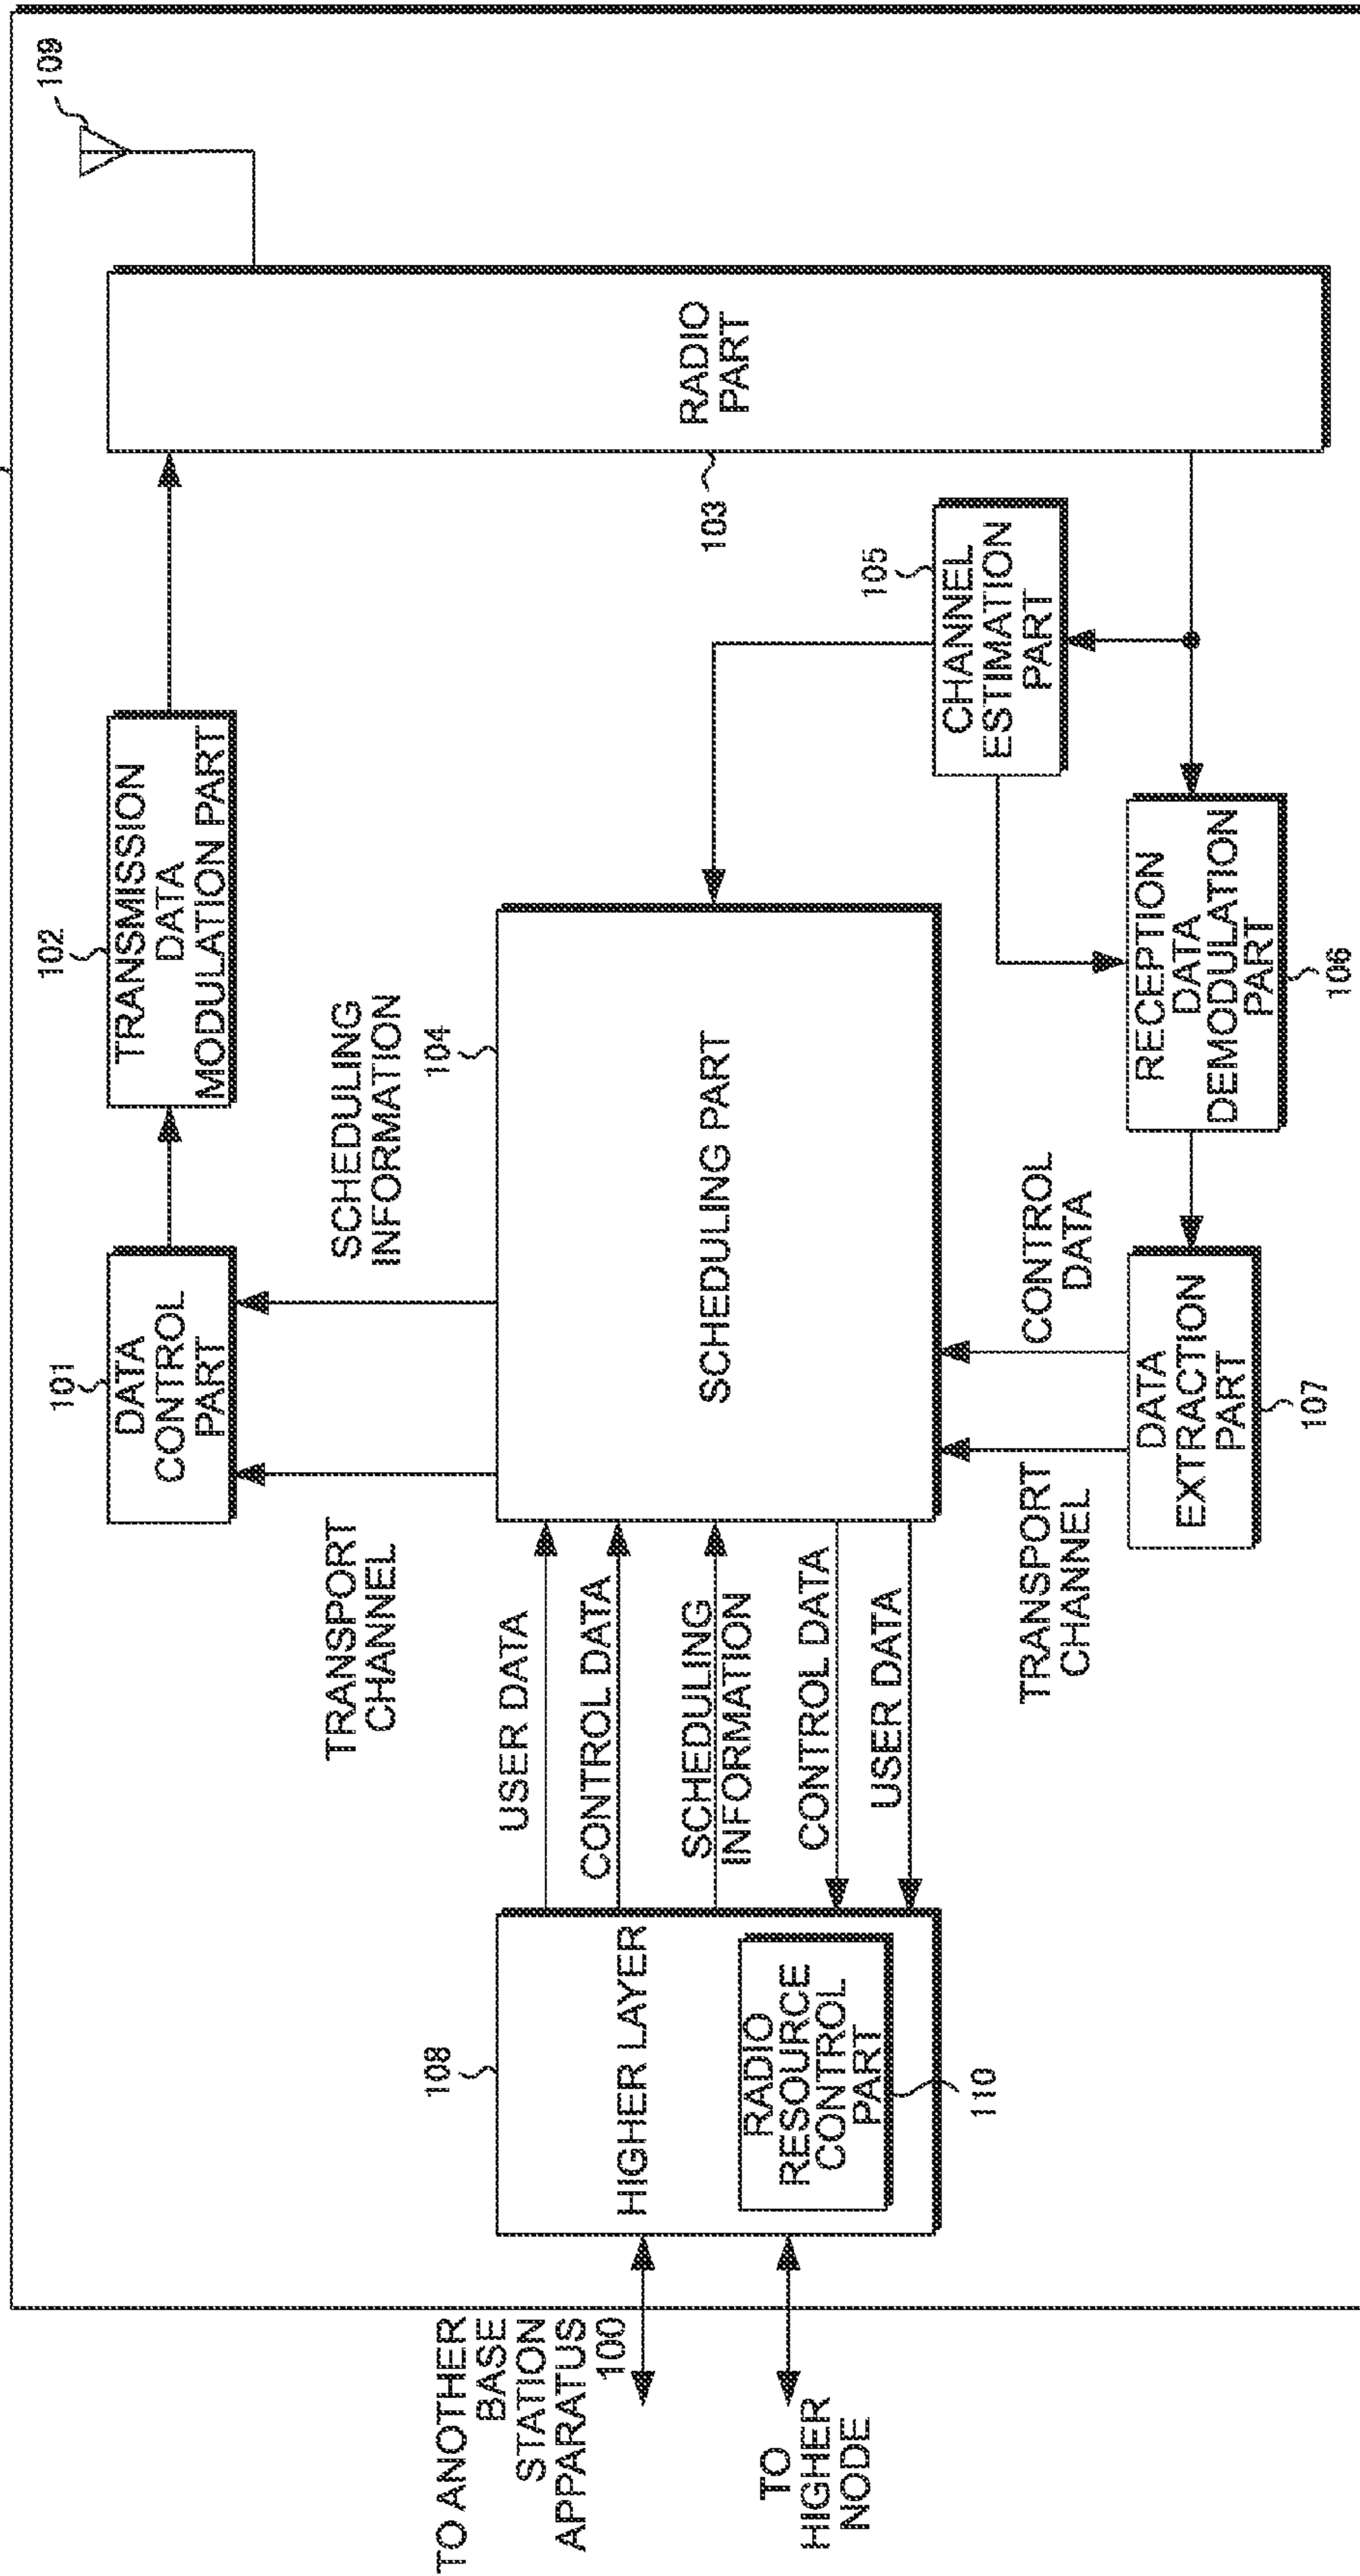 TO ANOTHER
BASE
STATION
APPARATUS
100
TO
HIGHER
NODE
108
HIGHER LAYER
RADIO
RESOURCE
CONTROL
PART
110
USER DATA
CONTROL DATA
SCHEDULING
INFORMATION
CONTROL DATA
USER DATA
TRANSPORT
CHANNEL
SCHEDULING
INFORMATION
101
DATA
CONTROL
PART
102
TRANSMISSION
DATA
MODULATION PART
104
SCHEDULING PART
TRANSPORT
CHANNEL
CONTROL
DATA
DATA
EXTRACTION
PART
107
RECEPTION
DATA
DEMODULATION
PART
106
105
CHANNEL
ESTIMATION
PART
103
RADIO
PART
109